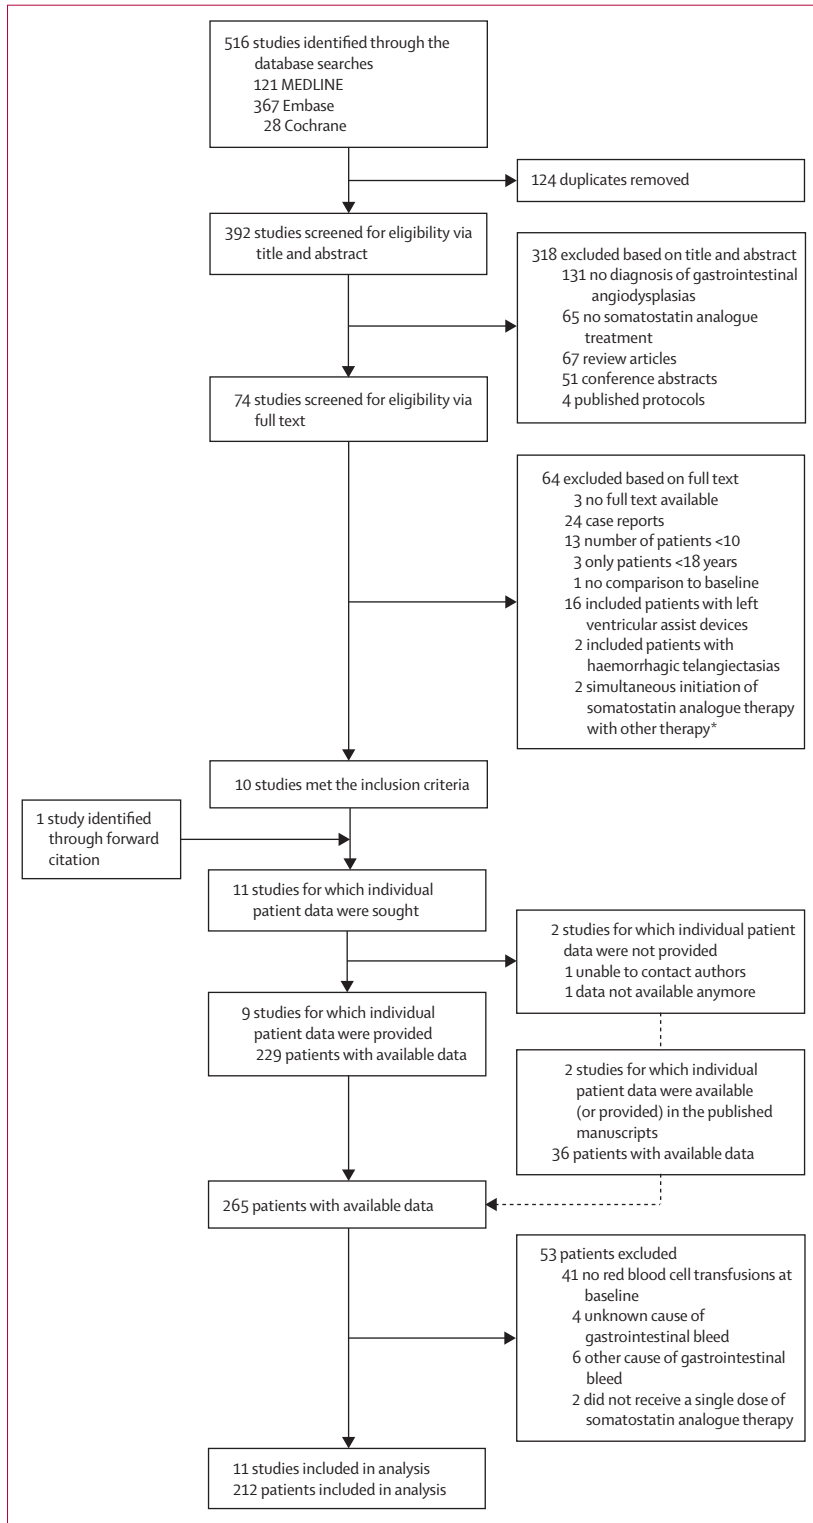 516 studies identified through the
database searches
121 MEDLINE
367 Embase
28 Cochrane
124 duplicates removed
392 studies screened for eligibility via
title and abstract
318 excluded based on title and abstract
131 no diagnosis of gastrointestinal
angiodysplasias
65 no somatostatin analogue
treatment
67 review articles
51 conference abstracts
4 published protocols
74 studies screened for eligibility via
full text
64 excluded based on full text
3 no full text available
24 case reports
13 number of patients <10
3 only patients <18 years
1 no comparison to baseline
16 included patients with left
ventricular assist devices
2 included patients with
haemorrhagic telangiectasias
2 simultaneous initiation of
somatostatin analogue therapy
with other therapy*
10 studies met the inclusion criteria
1 study identified
through forward
citation
11 studies for which individual
patient data were sought
2 studies for which individual patient
data were not provided
1 unable to contact authors
1 data not available anymore
9 studies for which individual
patient data were provided
229 patients with available data
2 studies for which individual
patient data were available
(or provided) in the published
manuscripts
36 patients with available data
265 patients with available data
53 patients excluded
41 no red blood cell transfusions at
baseline
4 unknown cause of
gastrointestinal bleed
6 other cause of gastrointestinal
bleed
2 did not receive a single dose of
somatostatin analogue therapy
11 studies included in analysis
212 patients included in analysis